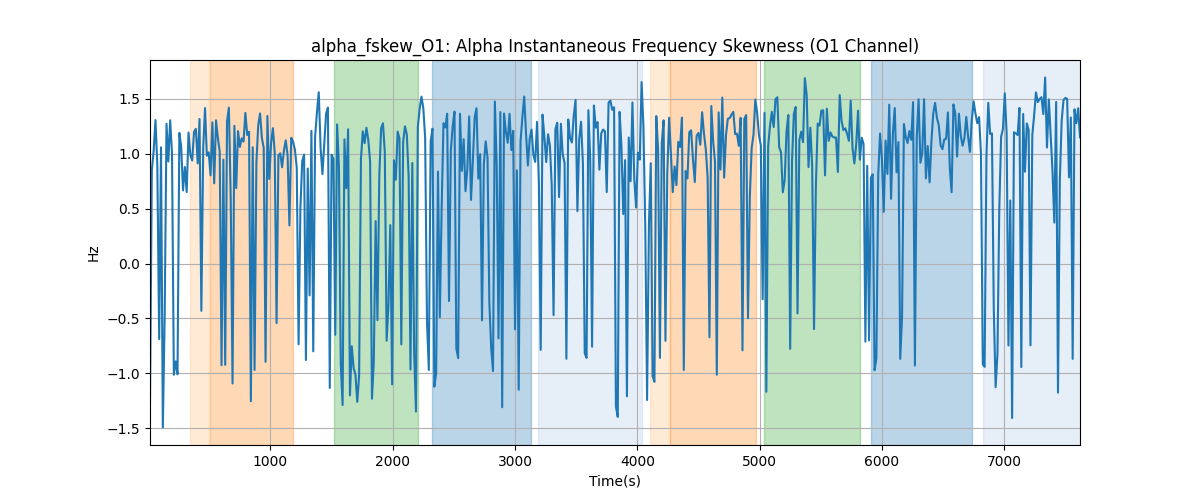 alpha_fskew_O1: Alpha Instantaneous Frequency Skewness (O1 Channel)
1.5
1.0
0.5
0.0
−0.5
−1.0
−1.5
Hz
1000 2000 3000 4000 5000 6000 7000
Time(s)